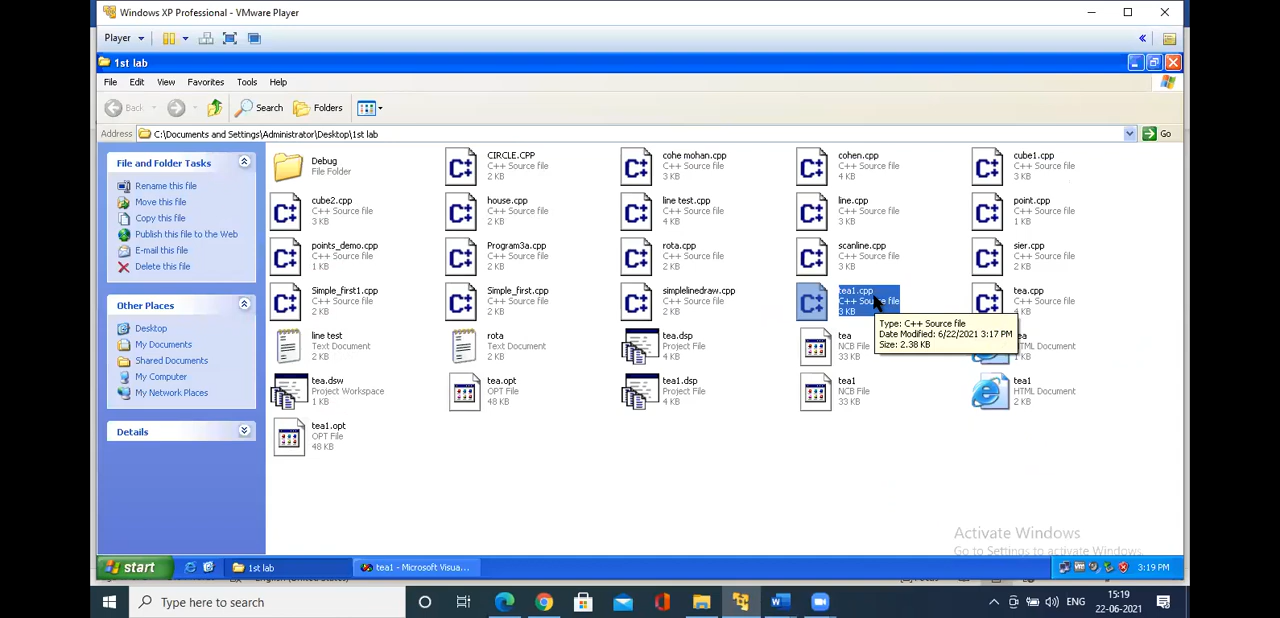 Windows XP Professional - VMware Player
Player
1st lab
File Edit View Favorites Tools Help
Back Search Folders
Address C:\Documents and Settings\Administrator\Desktop\1st lab Go
File and Folder Tasks
Rename this file
Move this file
Copy this file
Publish this file to the Web
E-mail this file
Delete this file
Other Places
Desktop
My Documents
Shared Documents
My Computer
My Network Places
Details
Debug
File Folder
CIRCLE.CPP
C++ Source file
2 KB
cohe mohan.cpp
C++ Source file
3 KB
cohen.cpp
C++ Source file
4 KB
cube1.cpp
C++ Source file
3 KB
cube2.cpp
C++ Source file
3 KB
house.cpp
C++ Source file
2 KB
line test.cpp
C++ Source file
4 KB
line.cpp
C++ Source file
3 KB
point.cpp
C++ Source file
2 KB
points_demo.cpp
C++ Source file
1 KB
Program3a.cpp
C++ Source file
2 KB
rota.cpp
C++ Source file
2 KB
scanline.cpp
C++ Source file
3 KB
sier.cpp
C++ Source file
2 KB
Simple_first1.cpp
C++ Source file
2 KB
Simple_first.cpp
C++ Source file
2 KB
simplelinedraw.cpp
C++ Source file
2 KB
tea1.cpp
C++ Source file
3 KB
tea.cpp
C++ Source file
4 KB
Type: C++ Source file
Date Modified: 6/22/2021 3:17 PM
Size: 2.38 KB
line test
Text Document
2 KB
rota
Text Document
2 KB
tea.dsp
Project File
4 KB
tea
NCB File
33 KB
HTML Document
tea.dsw
Project Workspace
1 KB
tea.opt
OPT File
48 KB
tea1.dsp
Project File
4 KB
tea1
NCB File
33 KB
tea1
HTML Document
2 KB
tea1.opt
OPT File
48 KB
Activate Windows
Go to Settings to activate Windows.
start 1st lab tea1 - Microsoft Visua... 3:19 PM
Type here to search
ENG
15:19
22-06-2021